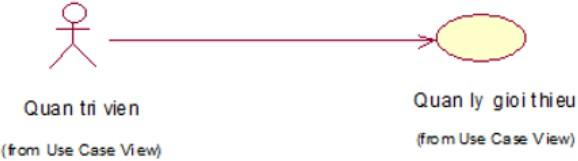 Quan tri vien
(from Use Case View)
Quan ly gioi thieu
(from Use Case View)